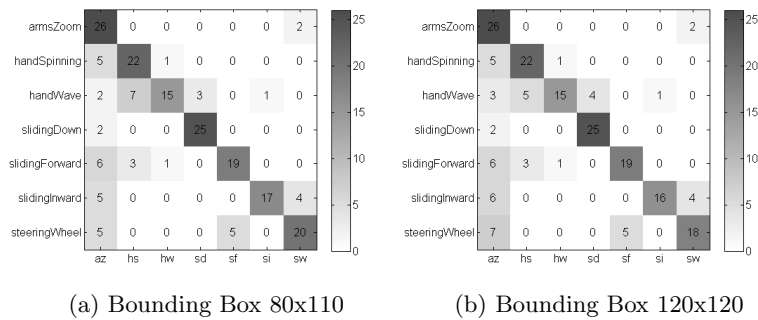 armsZoom 26 0 0 0 0 0 2
handSpinning 5 22 1 0 0 0 0
handWave 2 7 15 3 0 1 0
slidingDown 2 0 0 25 0 0 0
slidingForward 6 3 1 0 19 0 0
slidingInward 5 0 0 0 0 17 4
steeringWheel 5 0 0 0 5 0 20
az hs hw sd sf si sw
25
20
15
10
5
0
(a) Bounding Box 80x110
armsZoom 26 0 0 0 0 0 2
handSpinning 5 22 1 0 0 0 0
handWave 3 5 15 4 0 1 0
slidingDown 2 0 0 25 0 0 0
slidingForward 6 3 1 0 19 0 0
slidingInward 6 0 0 0 0 16 4
steeringWheel 7 0 0 0 5 0 18
az hs hw sd sf si sw
25
20
15
10
5
0
(b) Bounding Box 120x120